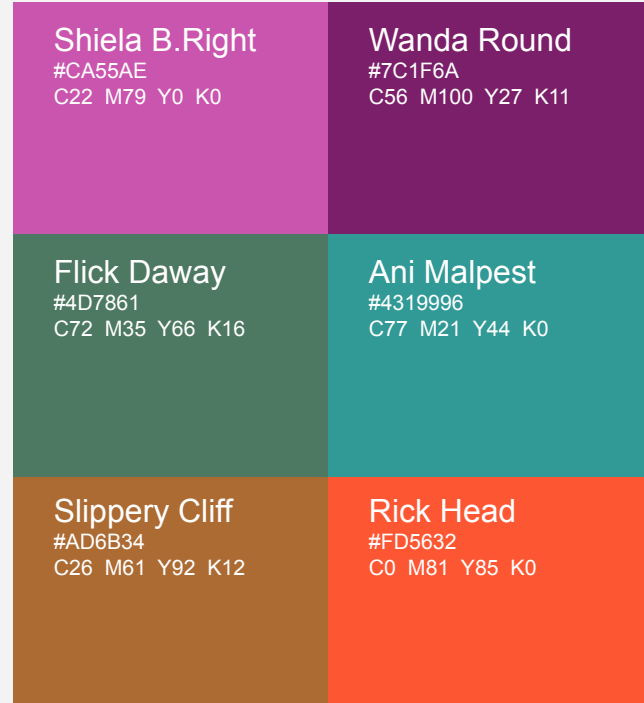 Shiela B.Right
#CA55AE
C22 M79 Y0 K0
Wanda Round
#7C1F6A
C56 M100 Y27 K11
Flick Daway
#4D7861
C72 M35 Y66 K16
Ani Malpest
#4319996
C77 M21 Y44 K0
Slippery Cliff
#AD6B34
C26 M61 Y92 K12
Rick Head
#FD5632
C0 M81 Y85 K0